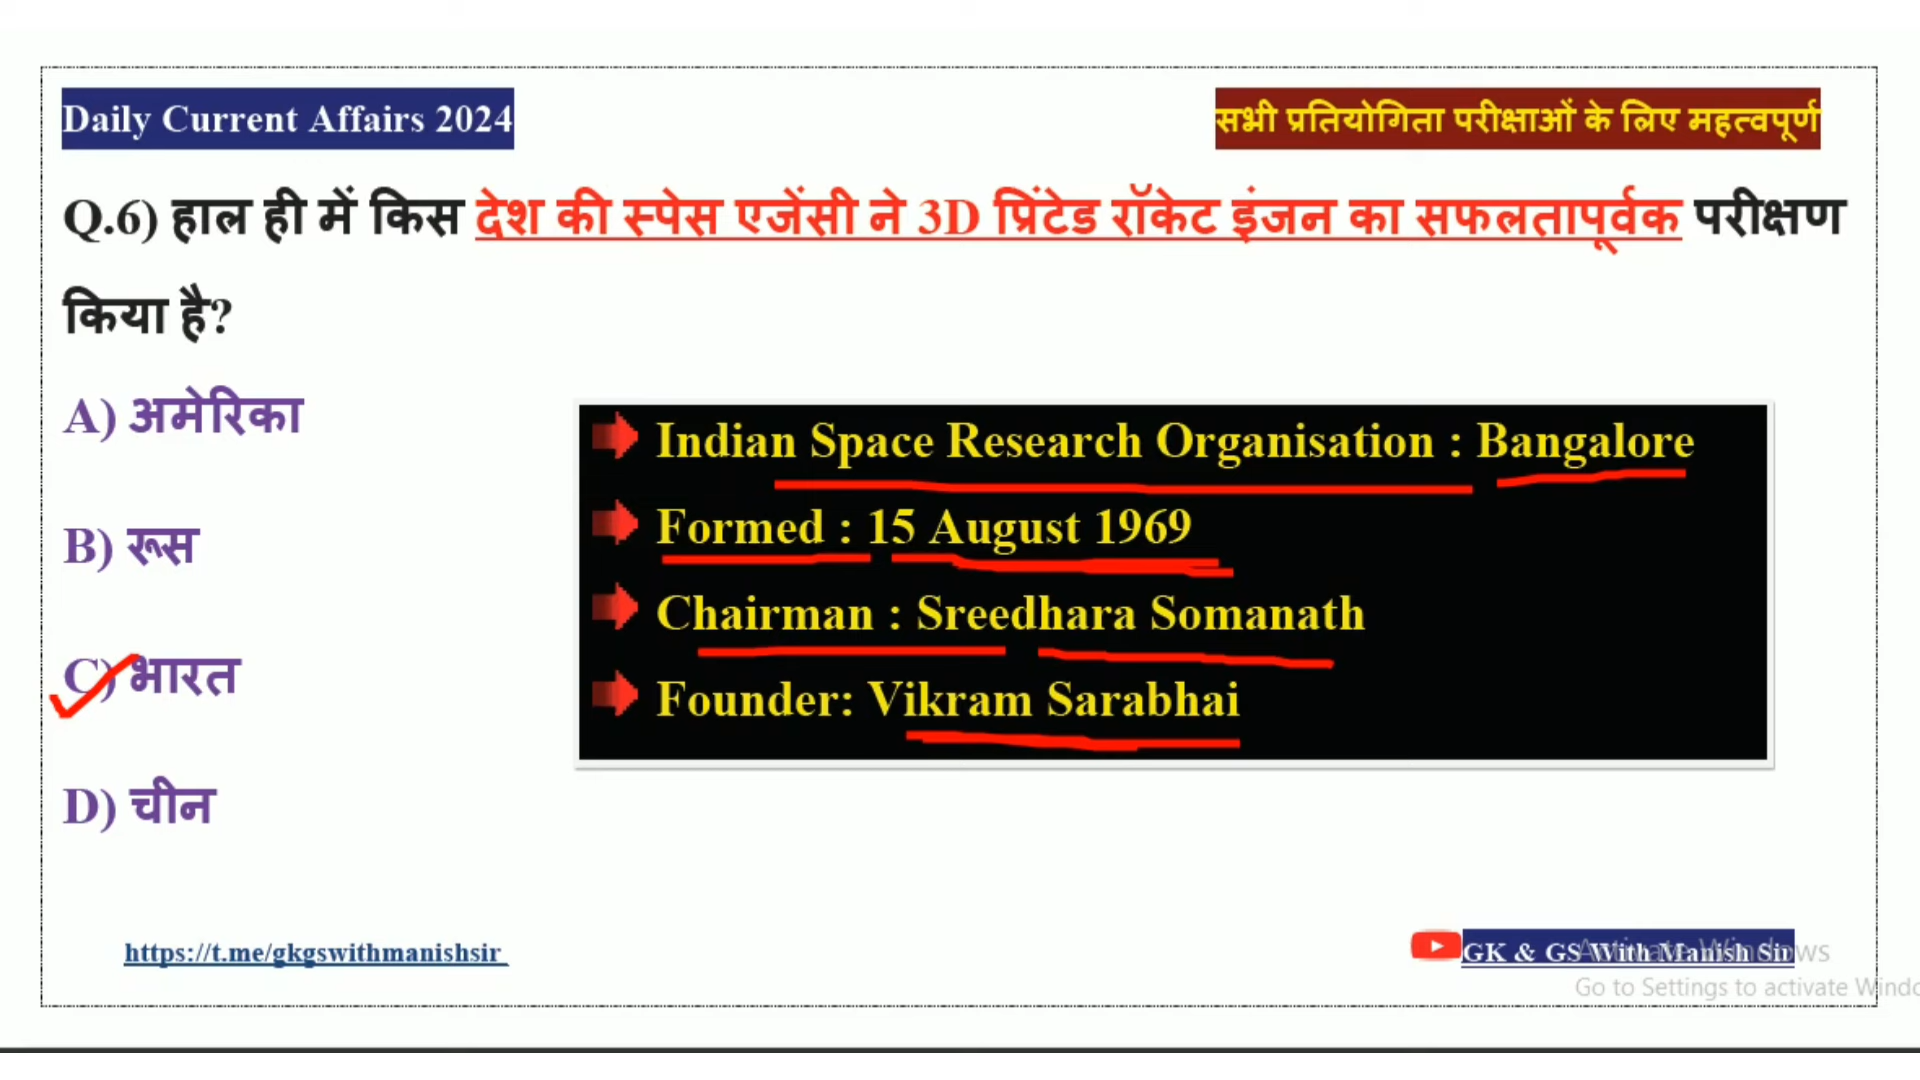 Daily Current Affairs 2024
सभी प्रतियोगिता परीक्षाओं के लिए महत्वपूर्ण
Q.6) हाल ही में किस देश की स्पेस एजेंसी ने 3D प्रिंटेड रॉकेट इंजन का सफलतापूर्वक परीक्षण
किया है?
A) अमेरिका
B) रूस
C) भारत
D) चीन
Indian Space Research Organisation : Bangalore
Formed : 15 August 1969
Chairman : Sreedhara Somanath
Founder: Vikram Sarabhai
https://t.me/gkgswithmanishsir
GK & GS With Manish Sir
Activate Windows
Go to Settings to activate Windo